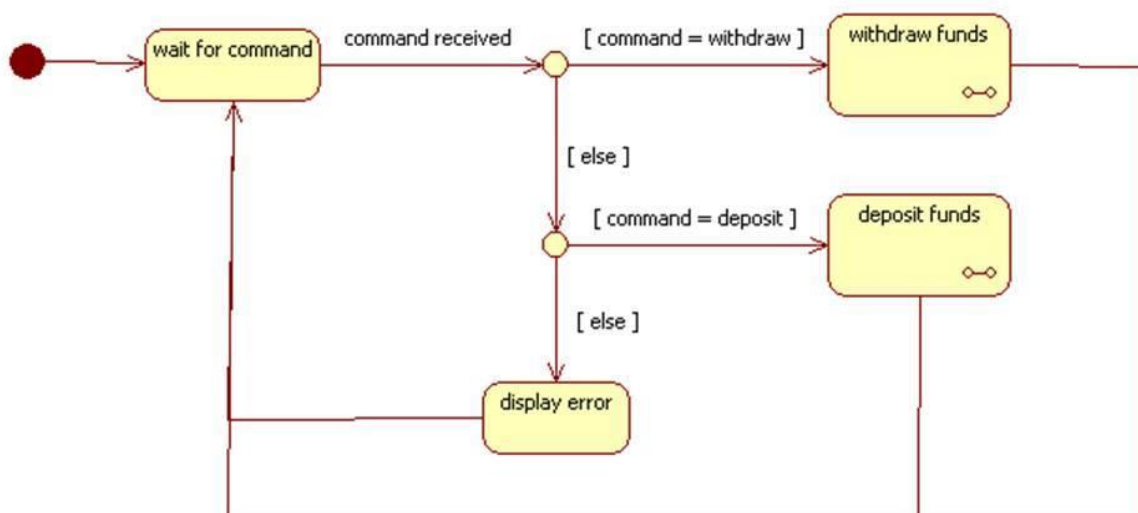 wait for command
command received
[ command = withdraw ]
withdraw funds
[ else ]
[ command = deposit ]
deposit funds
[ else ]
display error